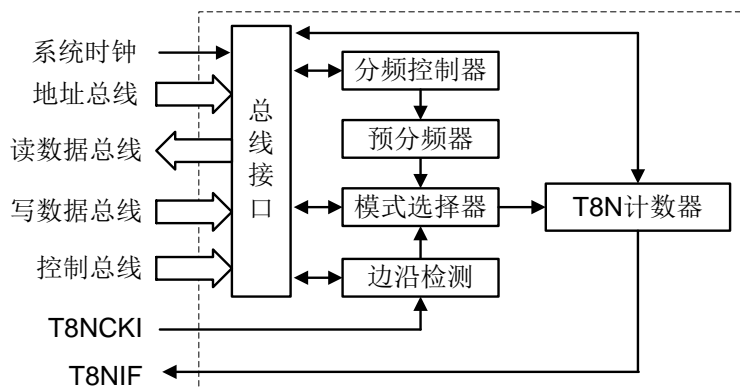 系统时钟
地址总线
读数据总线
写数据总线
控制总线
T8NCKI
T8NIF
总线接口
分频控制器
预分频器
模式选择器
边沿检测
T8N计数器